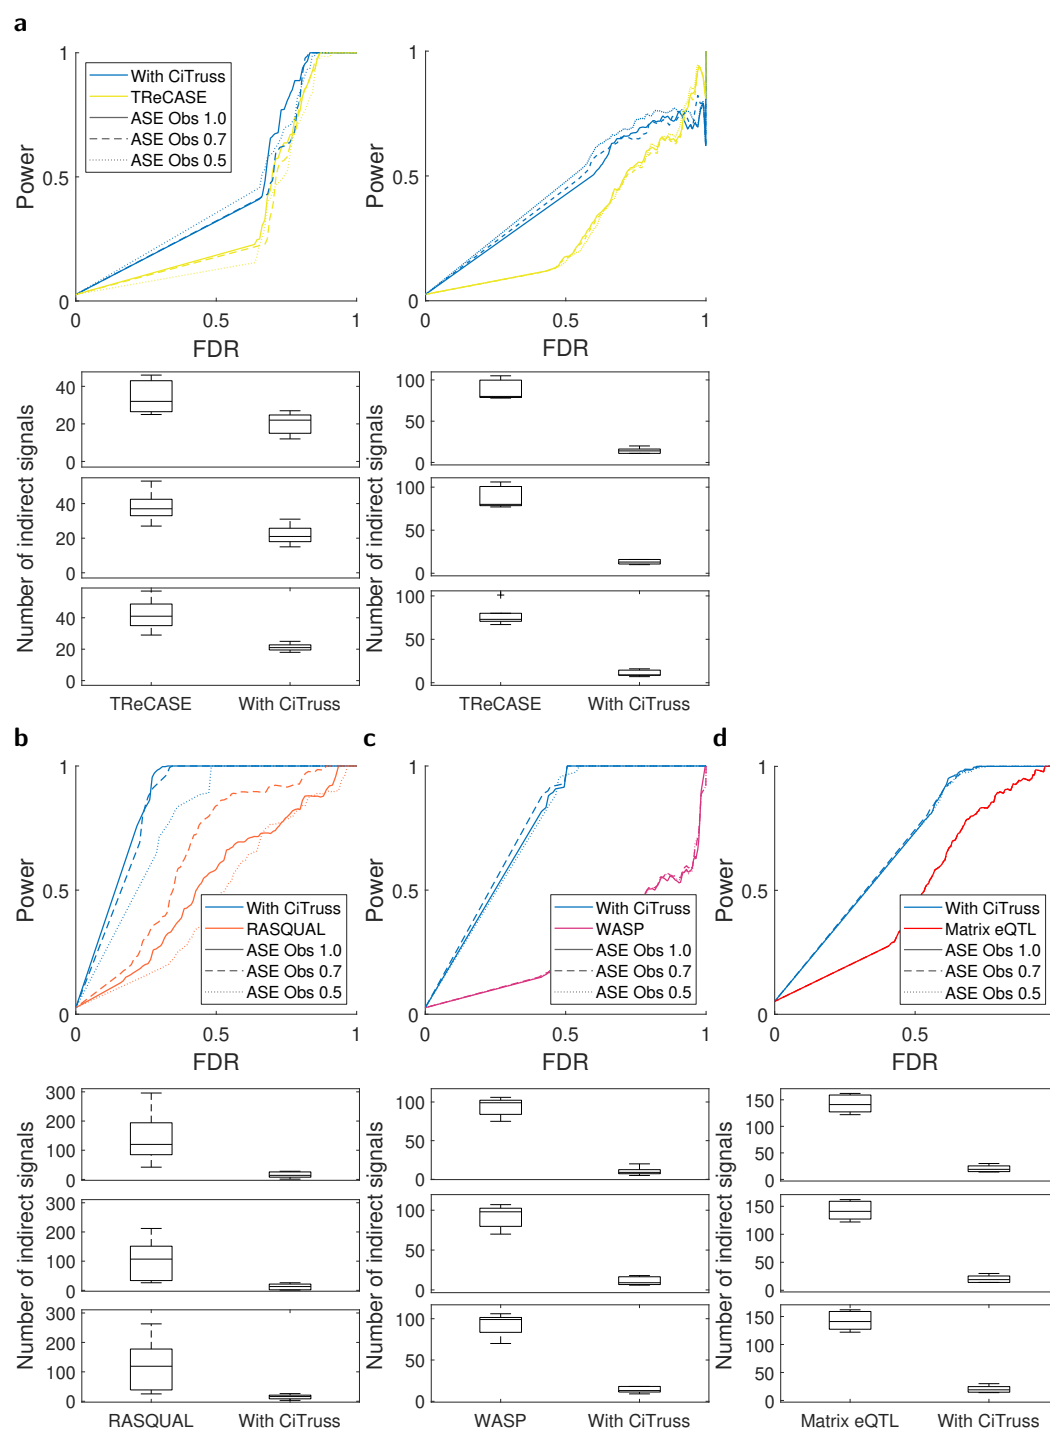 a
1
0.5
0
Power
With CiTruss
TReCASE
ASE Obs 1.0
ASE Obs 0.7
ASE Obs 0.5
0
0.5
1
FDR
1
0.5
0
Power
0
0.5
1
FDR
Number of indirect signals
40
20
0
40
20
0
40
20
0
TReCASE
With CiTruss
Number of indirect signals
100
50
0
100
50
0
100
50
0
TReCASE
With CiTruss
b
1
0.5
0
Power
With CiTruss
RASQUAL
ASE Obs 1.0
ASE Obs 0.7
ASE Obs 0.5
0
0.5
1
FDR
Number of indirect signals
300
200
100
0
300
200
100
0
300
200
100
0
RASQUAL
With CiTruss
c
1
0.5
0
Power
With CiTruss
WASP
ASE Obs 1.0
ASE Obs 0.7
ASE Obs 0.5
0
0.5
1
FDR
Number of indirect signals
100
50
0
100
50
0
100
50
0
WASP
With CiTruss
d
1
0.5
0
Power
With CiTruss
Matrix eQTL
ASE Obs 1.0
ASE Obs 0.7
ASE Obs 0.5
0
0.5
FDR
Number of indirect signals
150
100
50
0
150
100
50
0
150
100
50
0
Matrix eQTL
With CiTruss